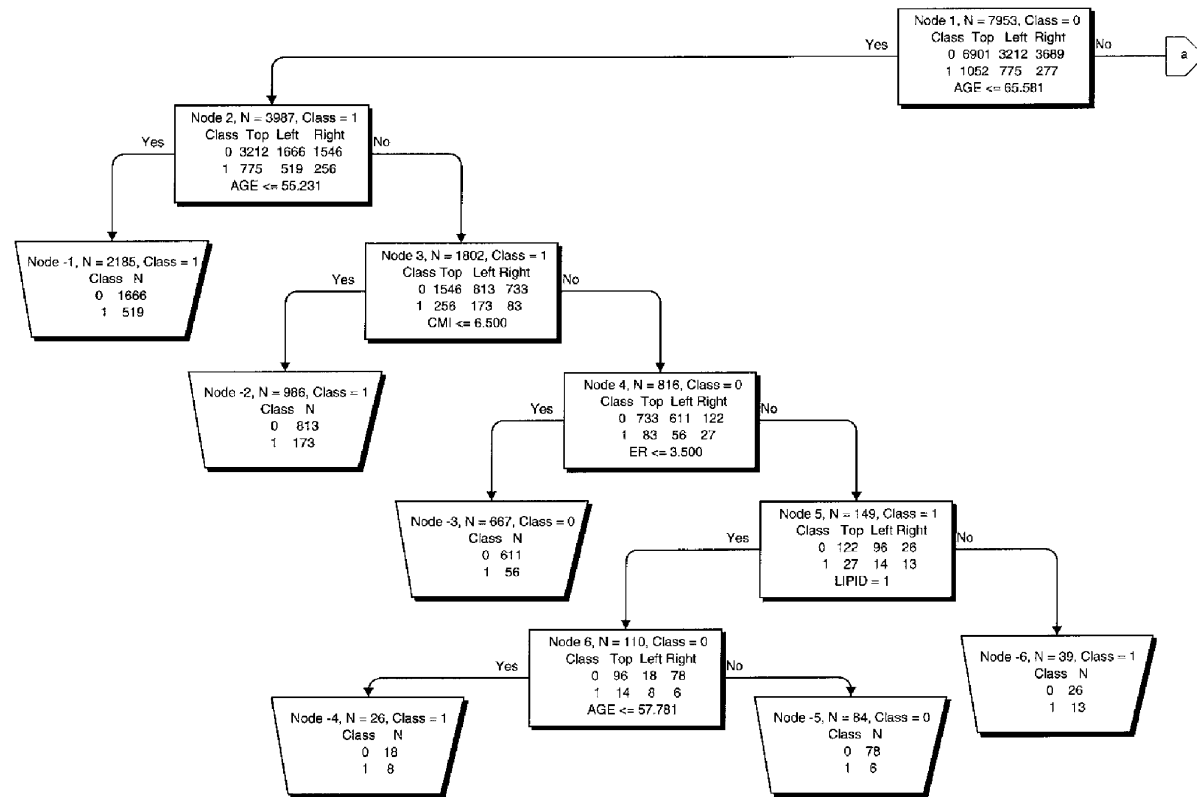 Node 1, N = 7953, Class = 0
Class Top Left Right
0 6901 3212 3689
1 1052 775 277
AGE <= 65.581
Yes
No
a
Node 2, N = 3987, Class = 1
Class Top Left Right
0 3212 1666 1546
1 775 519 256
AGE <= 55.231
Yes
No
Node -1, N = 2185, Class = 1
Class N
0 1666
1 519
Node 3, N = 1802, Class = 1
Class Top Left Right
0 1546 813 733
1 256 173 83
CMI <= 6.500
Yes
No
Node -2, N = 986, Class = 1
Class N
0 813
1 173
Node 4, N = 816, Class = 0
Class Top Left Right
0 733 611 122
1 83 56 27
ER <= 3.500
Yes
No
Node -3, N = 667, Class = 0
Class N
0 611
1 56
Node 5, N = 149, Class = 1
Class Top Left Right
0 122 96 26
1 27 14 13
LIPID = 1
Yes
No
Node 6, N = 110, Class = 0
Class Top Left Right
0 96 18 78
1 14 8 6
AGE <= 57.781
Yes
No
Node -6, N = 39, Class = 1
Class N
0 26
1 13
Node -4, N = 26, Class = 1
Class N
0 18
1 8
Node -5, N = 84, Class = 0
Class N
0 78
1 6